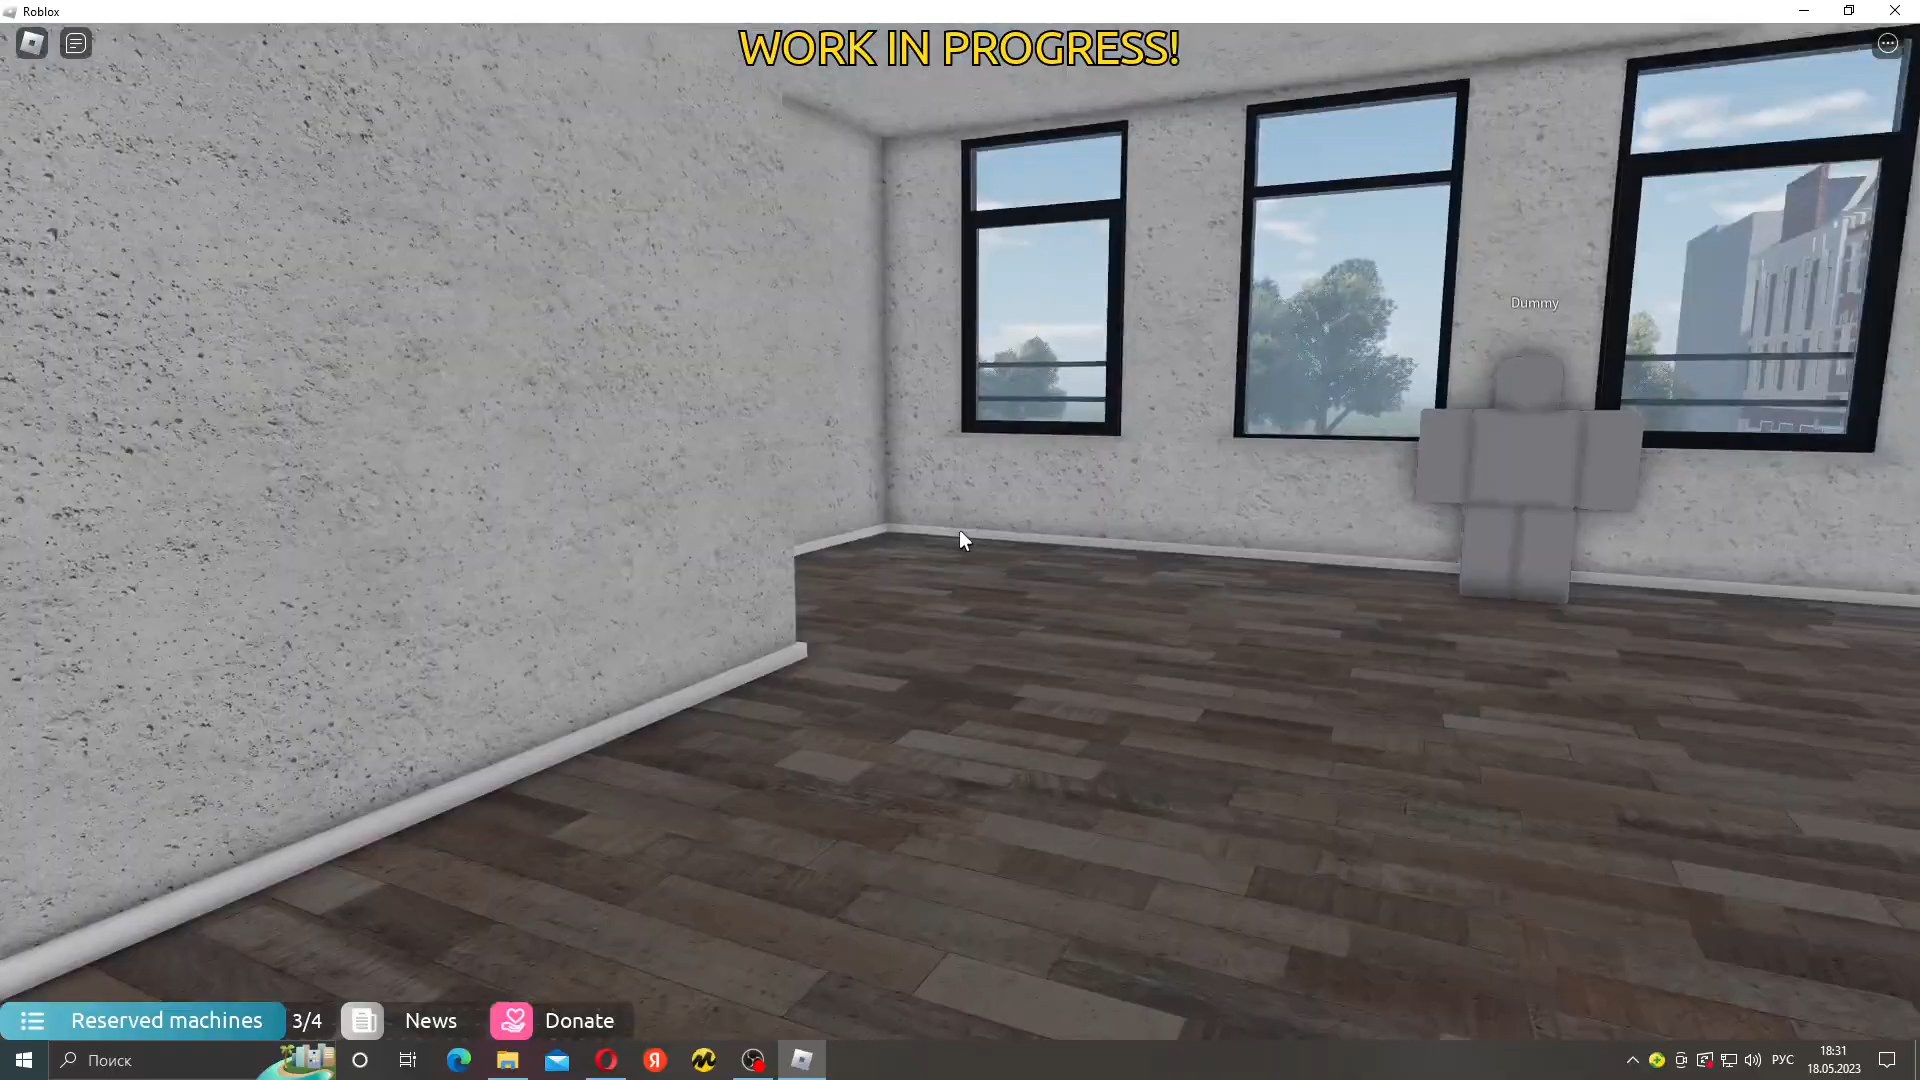 Roblox
WORK IN PROGRESS!
Dummy
Reserved machines 3/4 News Donate
Поиск
РУС
18:31
18.05.2023